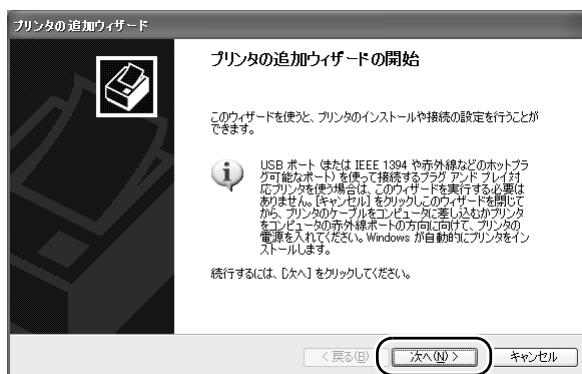 プリンタの追加ウィザード
プリンタの追加ウィザードの開始
このウィザードを使うと、プリンタのインストールや接続の設定を行うことが
できます。
USB ポート (または IEEE 1394 や赤外線などのホットプラ
グ可能なポート) を使って接続するプラグ アンド プレイ対
応プリンタを使う場合は、このウィザードを実行する必要は
ありません。[キャンセル] をクリックしこのウィザードを閉じて
から、プリンタのケーブルをコンピュータに差し込むかプリンタ
をコンピュータの赤外線ポートの方向に向けて、プリンタの
電源を入れてください。Windows が自動的にプリンタをイン
ストールします。
続行するには、[次へ] をクリックしてください。
< 戻る(B)
次へ(N) >
キャンセル